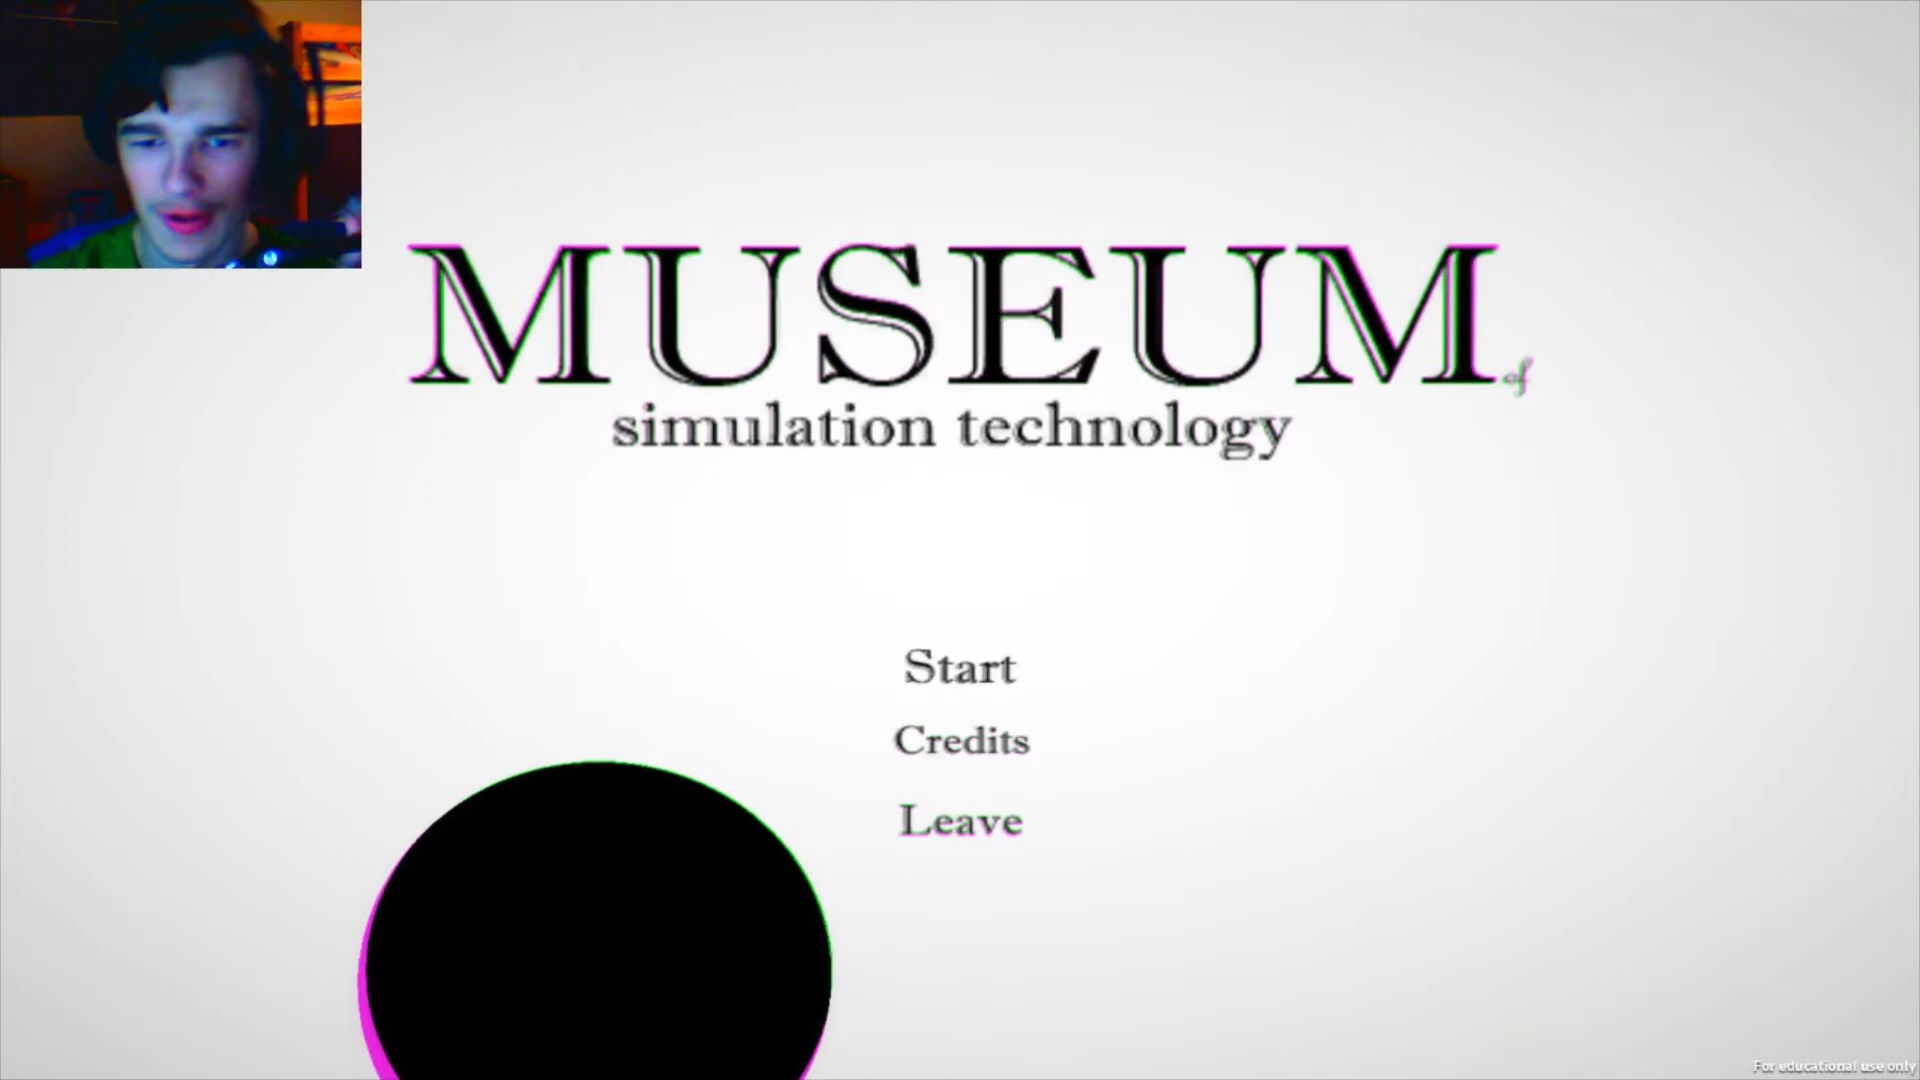 MUSEUM of
simulation technology
Start
Credits
Leave
For educational use only